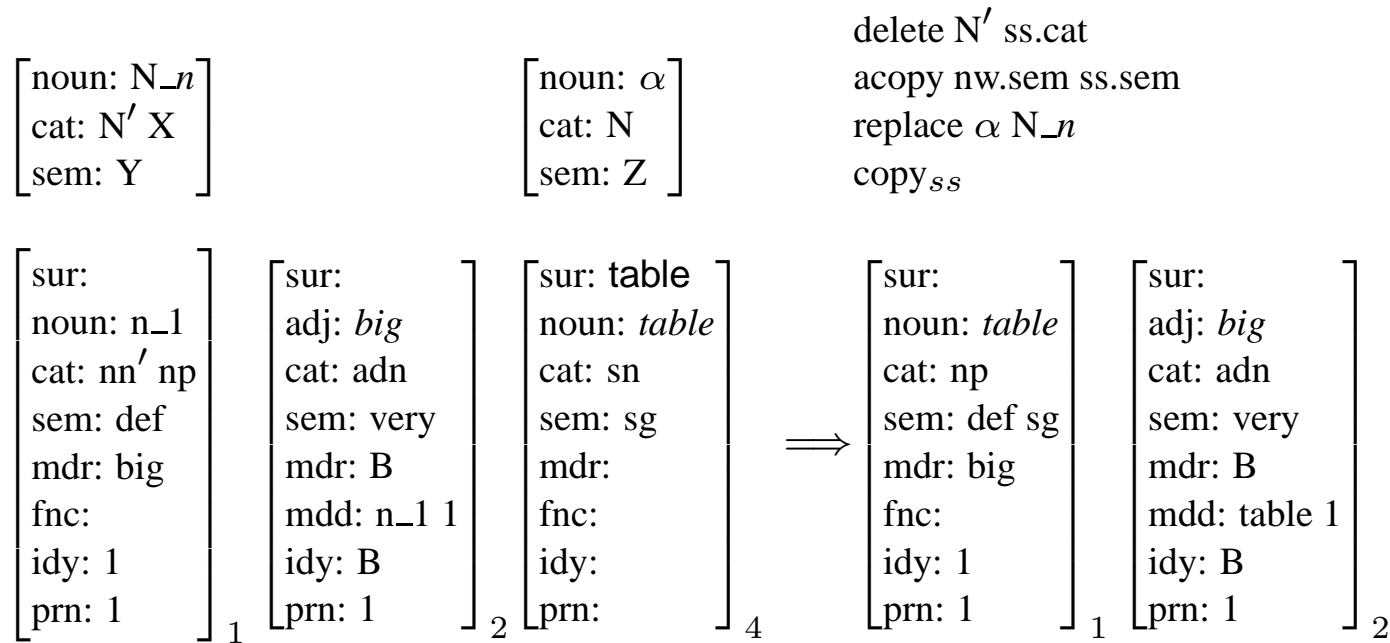 delete N′ ss.cat
noun: N_n noun: α acopy nw.sem ss.sem
cat: N′ X cat: N replace α N_n
sem: Y sem: Z copyss
sur: sur: sur: table sur: sur:
noun: n_1 adj: big noun: table noun: table adj: big
cat: nn′ np cat: adn cat: sn cat: np cat: adn
sem: def sem: very sem: sg sem: def sg sem: very
mdr: big mdr: B mdr: ⟹ mdr: big mdr: B
fnc: mdd: n_1 1 fnc: fnc: mdd: table 1
idy: 1 idy: B idy: idy: 1 idy: B
prn: 1 1 prn: 1 2 prn: 4 prn: 1 1 prn: 1 2